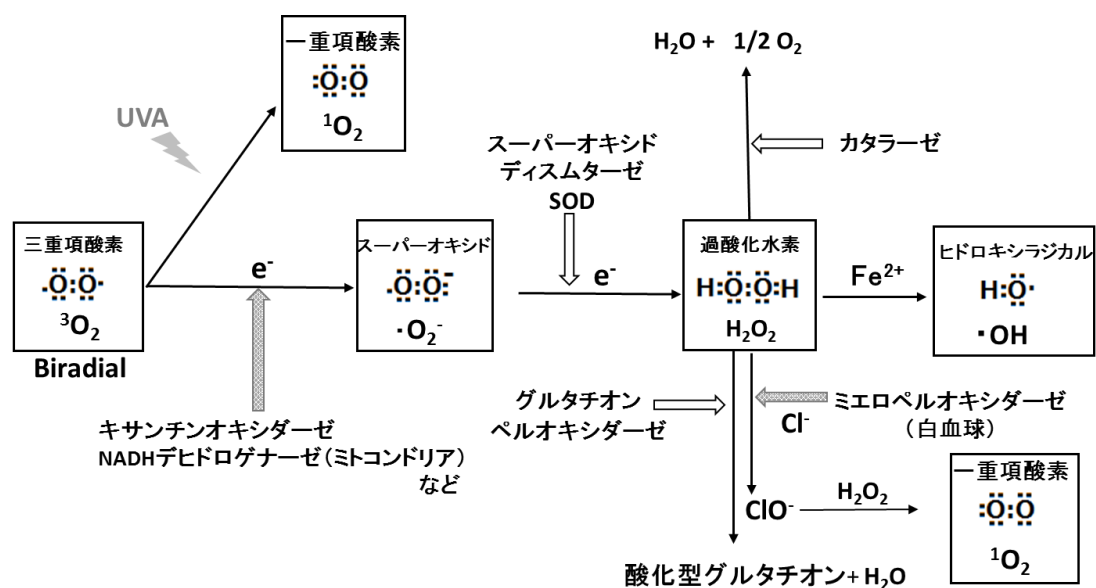 一重項酸素
:Ö:Ö
¹O₂
UVA
H₂O + 1/2 O₂
スーパーオキシド
ディスムターゼ
SOD
カタラーゼ
三重項酸素
.Ö:Ö.
³O₂
Biradial
e⁻
スーパーオキシド
.Ö:Ö:⁻
·O₂⁻
e⁻
過酸化水素
H:Ö:Ö:H
H₂O₂
Fe²⁺
ヒドロキシラジカル
H:Ö·
·OH
キサンチンオキシダーゼ
NADHデヒドロゲナーゼ（ミトコンドリア）
など
グルタチオン
ペルオキシダーゼ
Cl⁻
ミエロペルオキシダーゼ
（白血球）
ClO⁻
H₂O₂
一重項酸素
:Ö:Ö
¹O₂
酸化型グルタチオン+H₂O